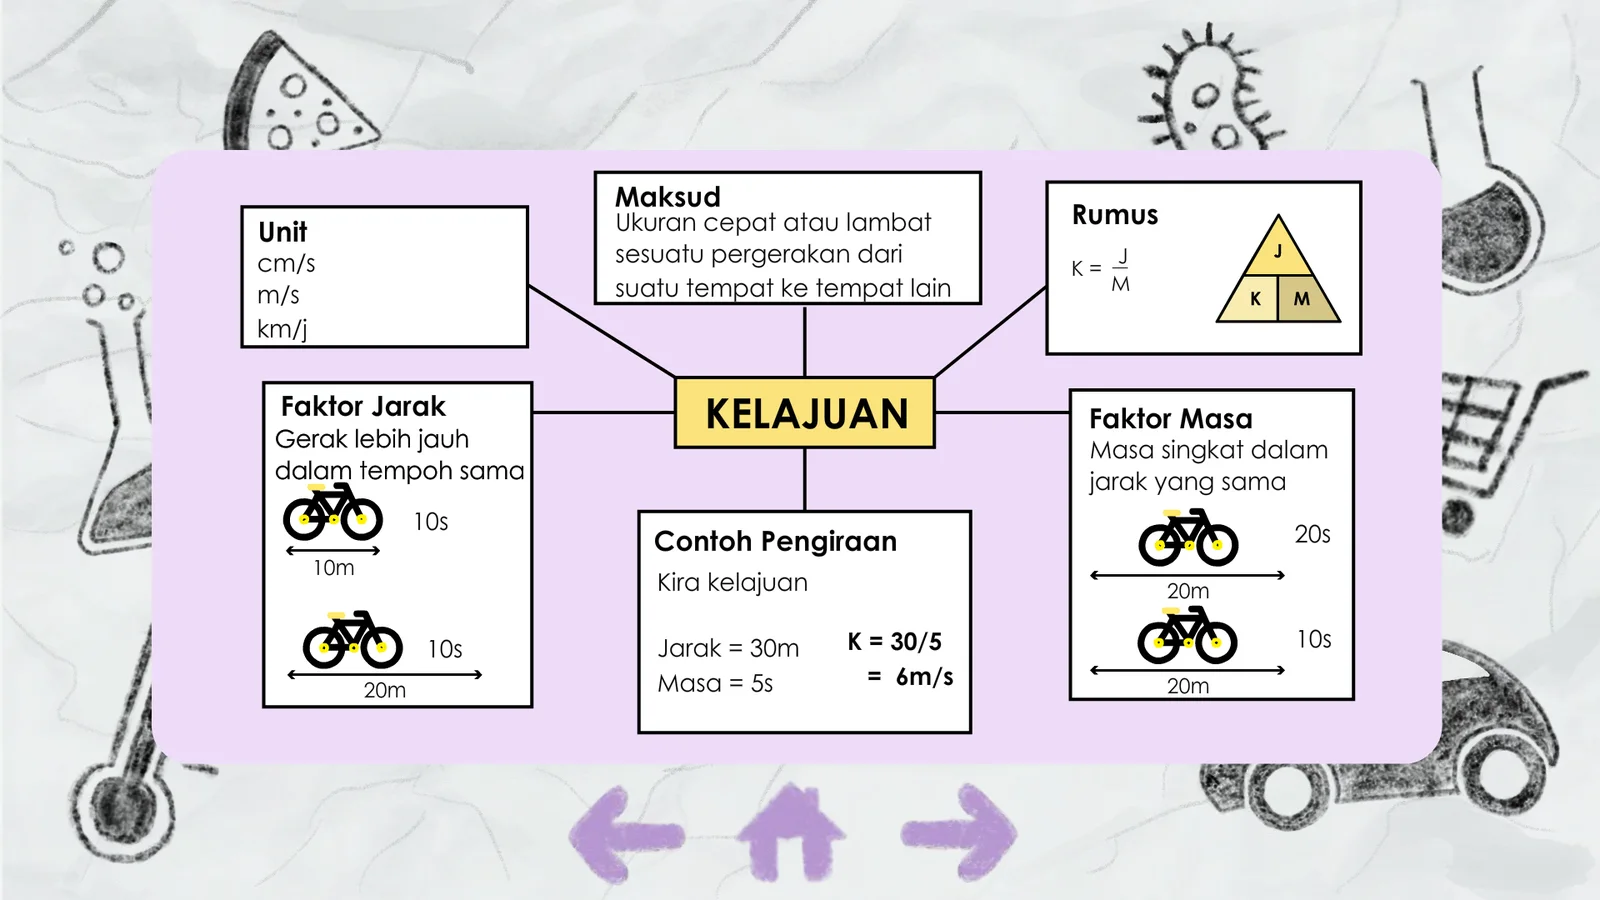 Unit
cm/s
m/s
km/j
Maksud
Ukuran cepat atau lambat
sesuatu pergerakan dari
suatu tempat ke tempat lain
Rumus
K = J
M
J
K M
KELAJUAN
Faktor Jarak
Gerak lebih jauh
dalam tempoh sama
10s
10m
10s
20m
Contoh Pengiraan
Kira kelajuan
Jarak = 30m
Masa = 5s
K = 30/5
= 6m/s
Faktor Masa
Masa singkat dalam
jarak yang sama
20s
20m
10s
20m